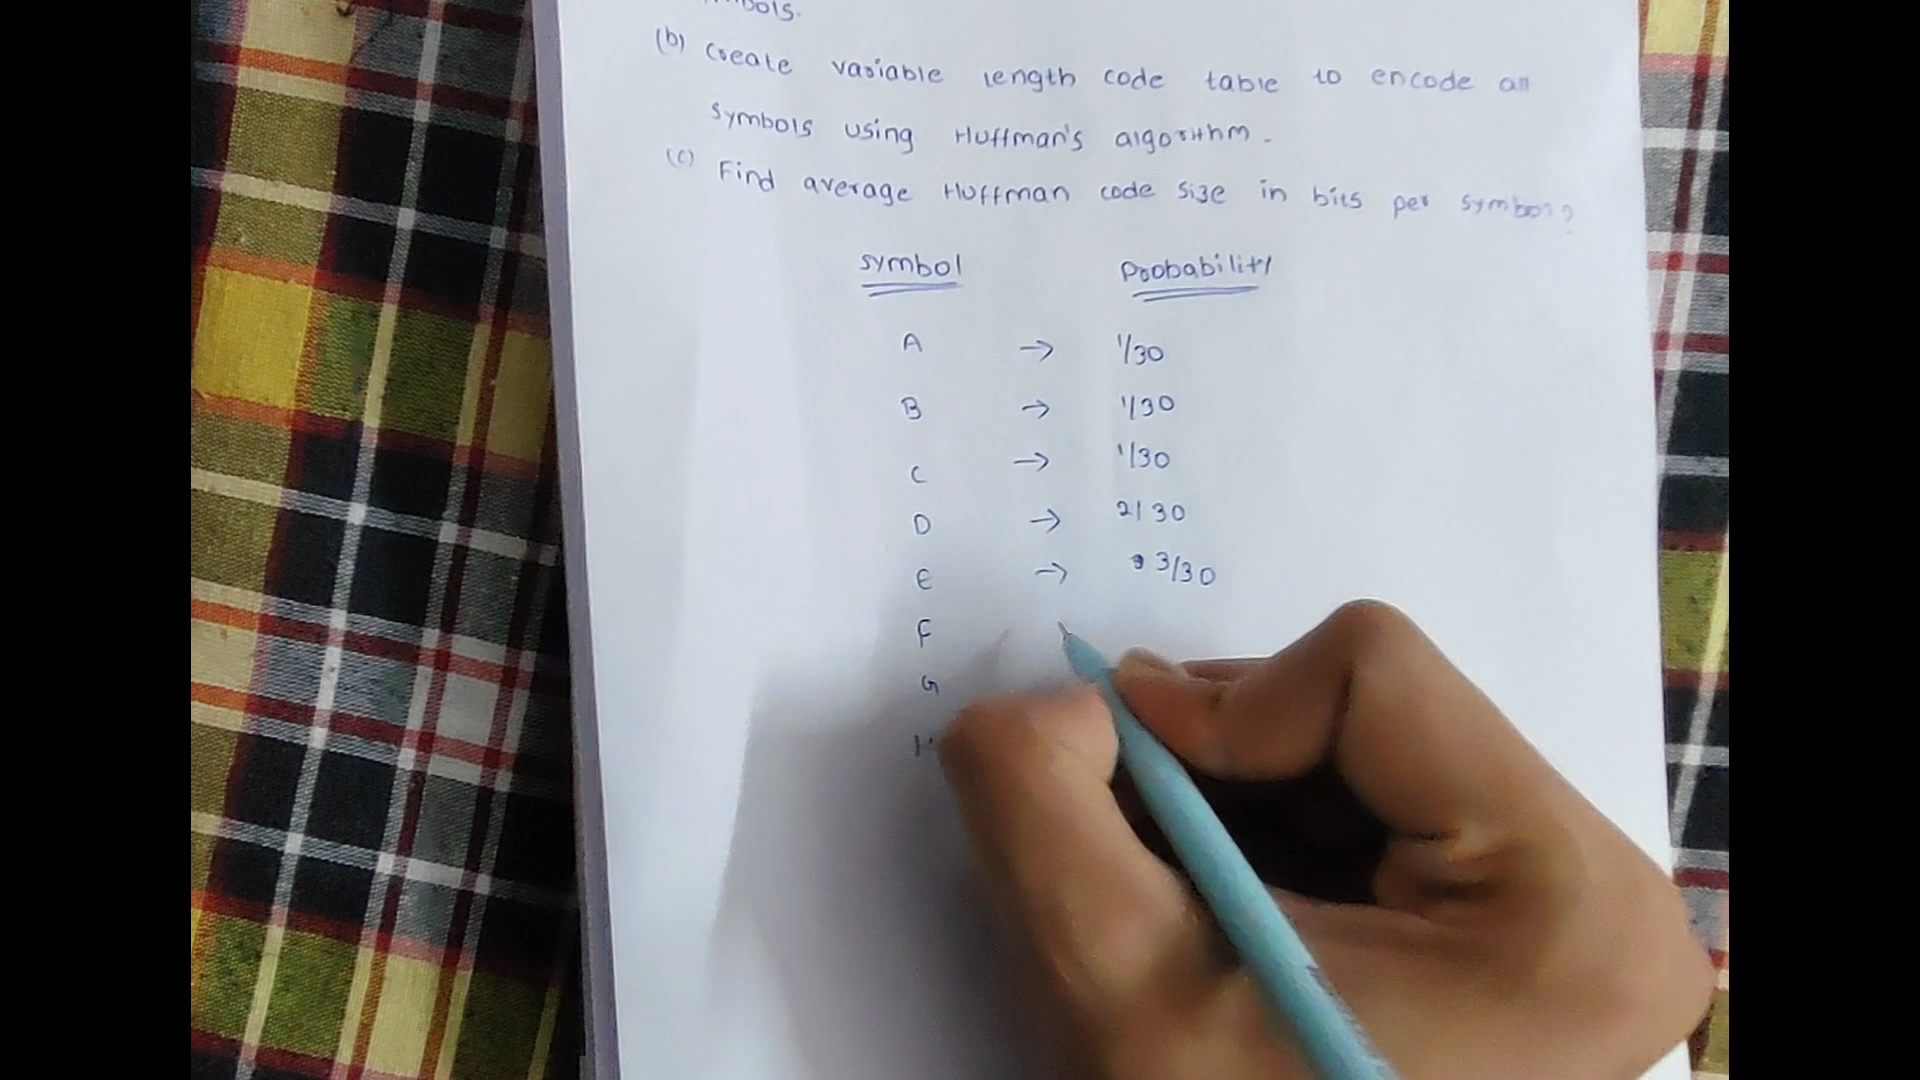 (b) Create variable length code table to encode all
symbols using Huffman's algorithm.
(c) Find average Huffman code size in bits per symbol?
Symbol Probability
A → 1/30
B → 1/30
C → 1/30
D → 2/30
E → 3/30
F
G
H